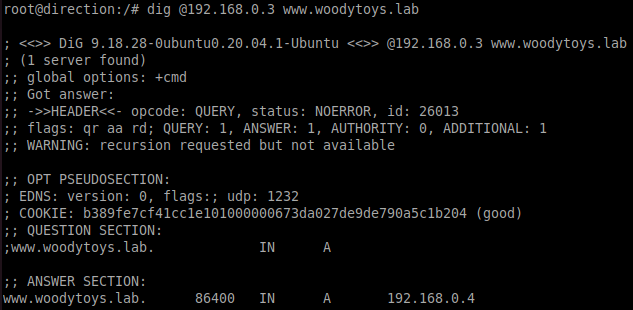 root@direction:/# dig @192.168.0.3 www.woodytoys.lab
; <<>> DiG 9.18.28-0ubuntu0.20.04.1-Ubuntu <<>> @192.168.0.3 www.woodytoys.lab
; (1 server found)
;; global options: +cmd
;; Got answer:
;; ->>HEADER<<- opcode: QUERY, status: NOERROR, id: 26013
;; flags: qr aa rd; QUERY: 1, ANSWER: 1, AUTHORITY: 0, ADDITIONAL: 1
;; WARNING: recursion requested but not available
;; OPT PSEUDOSECTION:
; EDNS: version: 0, flags:; udp: 1232
; COOKIE: b389fe7cf41cc1e101000000673da027de9de790a5c1b204 (good)
;; QUESTION SECTION:
;www.woodytoys.lab. IN A
;; ANSWER SECTION:
www.woodytoys.lab. 86400 IN A 192.168.0.4